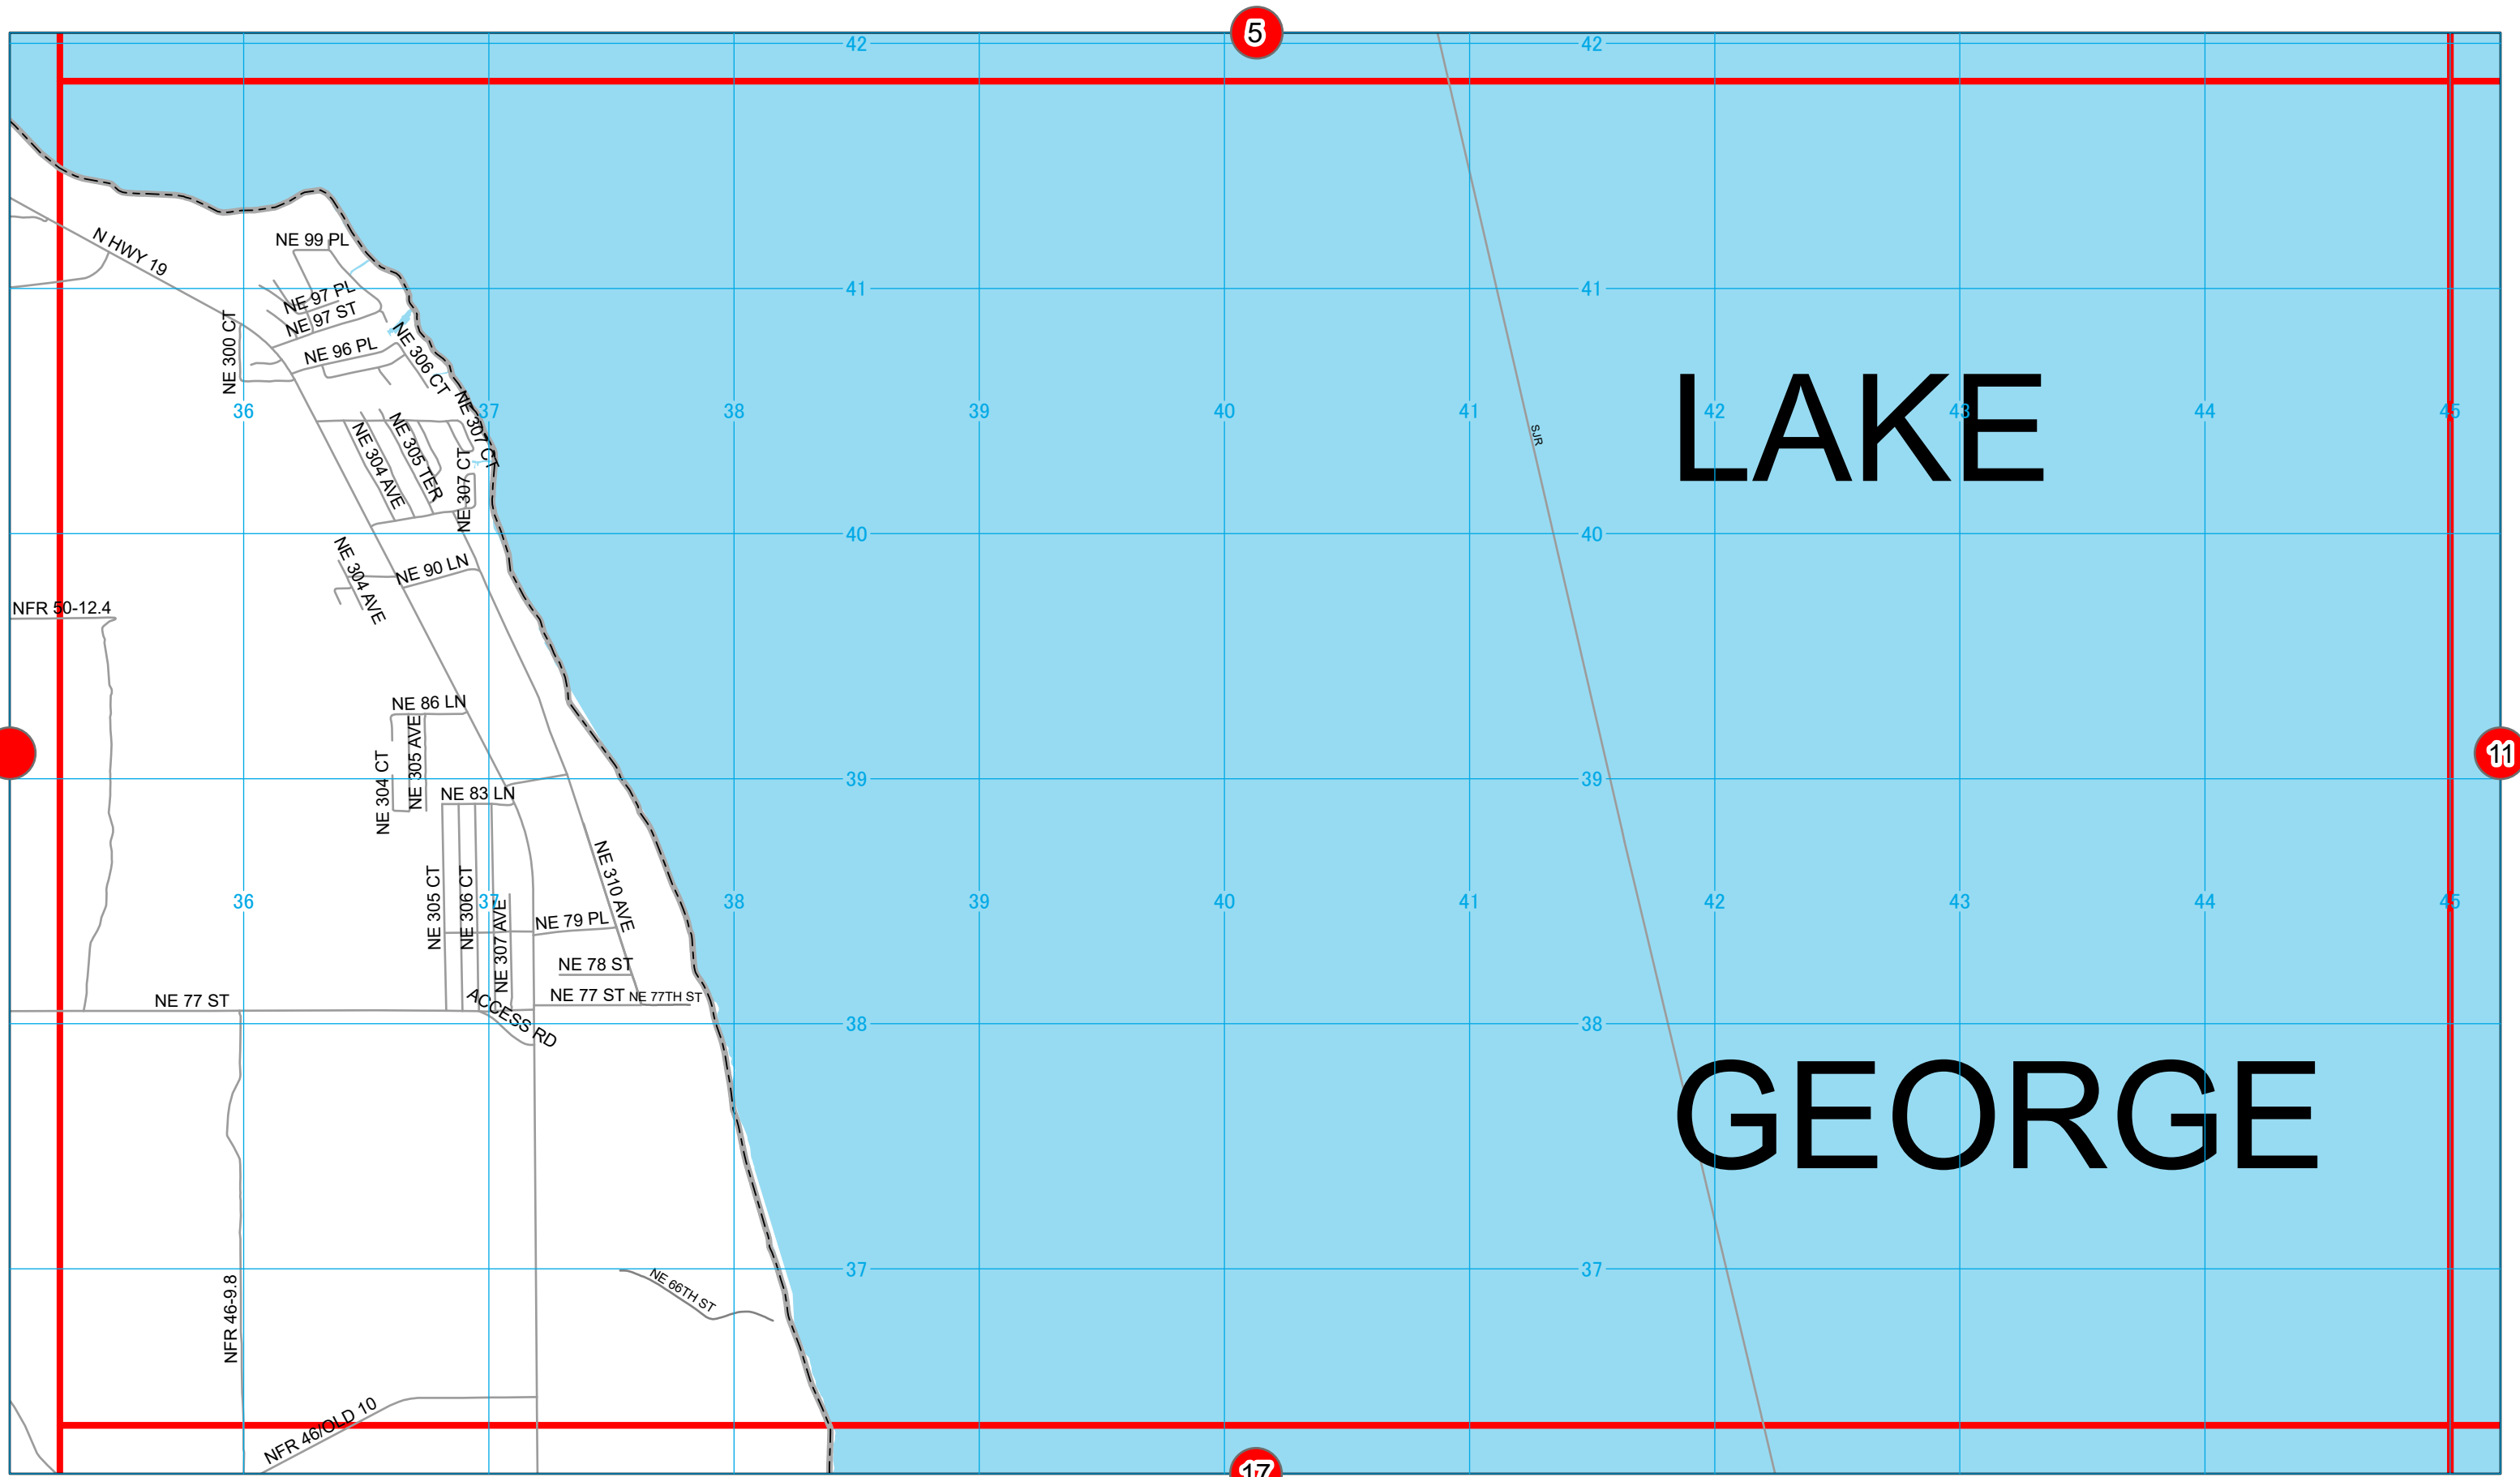 5
42
42
NE 99 PL
N HWY 19
41
41
NE 97 PL
NE 97 ST
NE 300 CT
NE 96 PL
NE 306 CT
LAKE
36
37
38
39
40
41
42
43
44
45
NE 307 CT
NE 305 TER
NE 304 AVE
NE 307 CT
SJR
40
40
NE 304 AVE
NE 90 LN
NFR 50-12.4
NE 86 LN
NE 305 AVE
NE 304 CT
11
39
39
NE 83 LN
NE 310 AVE
36
37
38
39
40
41
42
43
44
45
NE 305 CT
NE 306 CT
NE 307 AVE
NE 79 PL
NE 78 ST
NE 77 ST
NE 77 ST
NE 77TH ST
ACCESS RD
38
38
GEORGE
37
37
NE 66TH ST
NFR 46-9.8
NFR 46/OLD 10
17